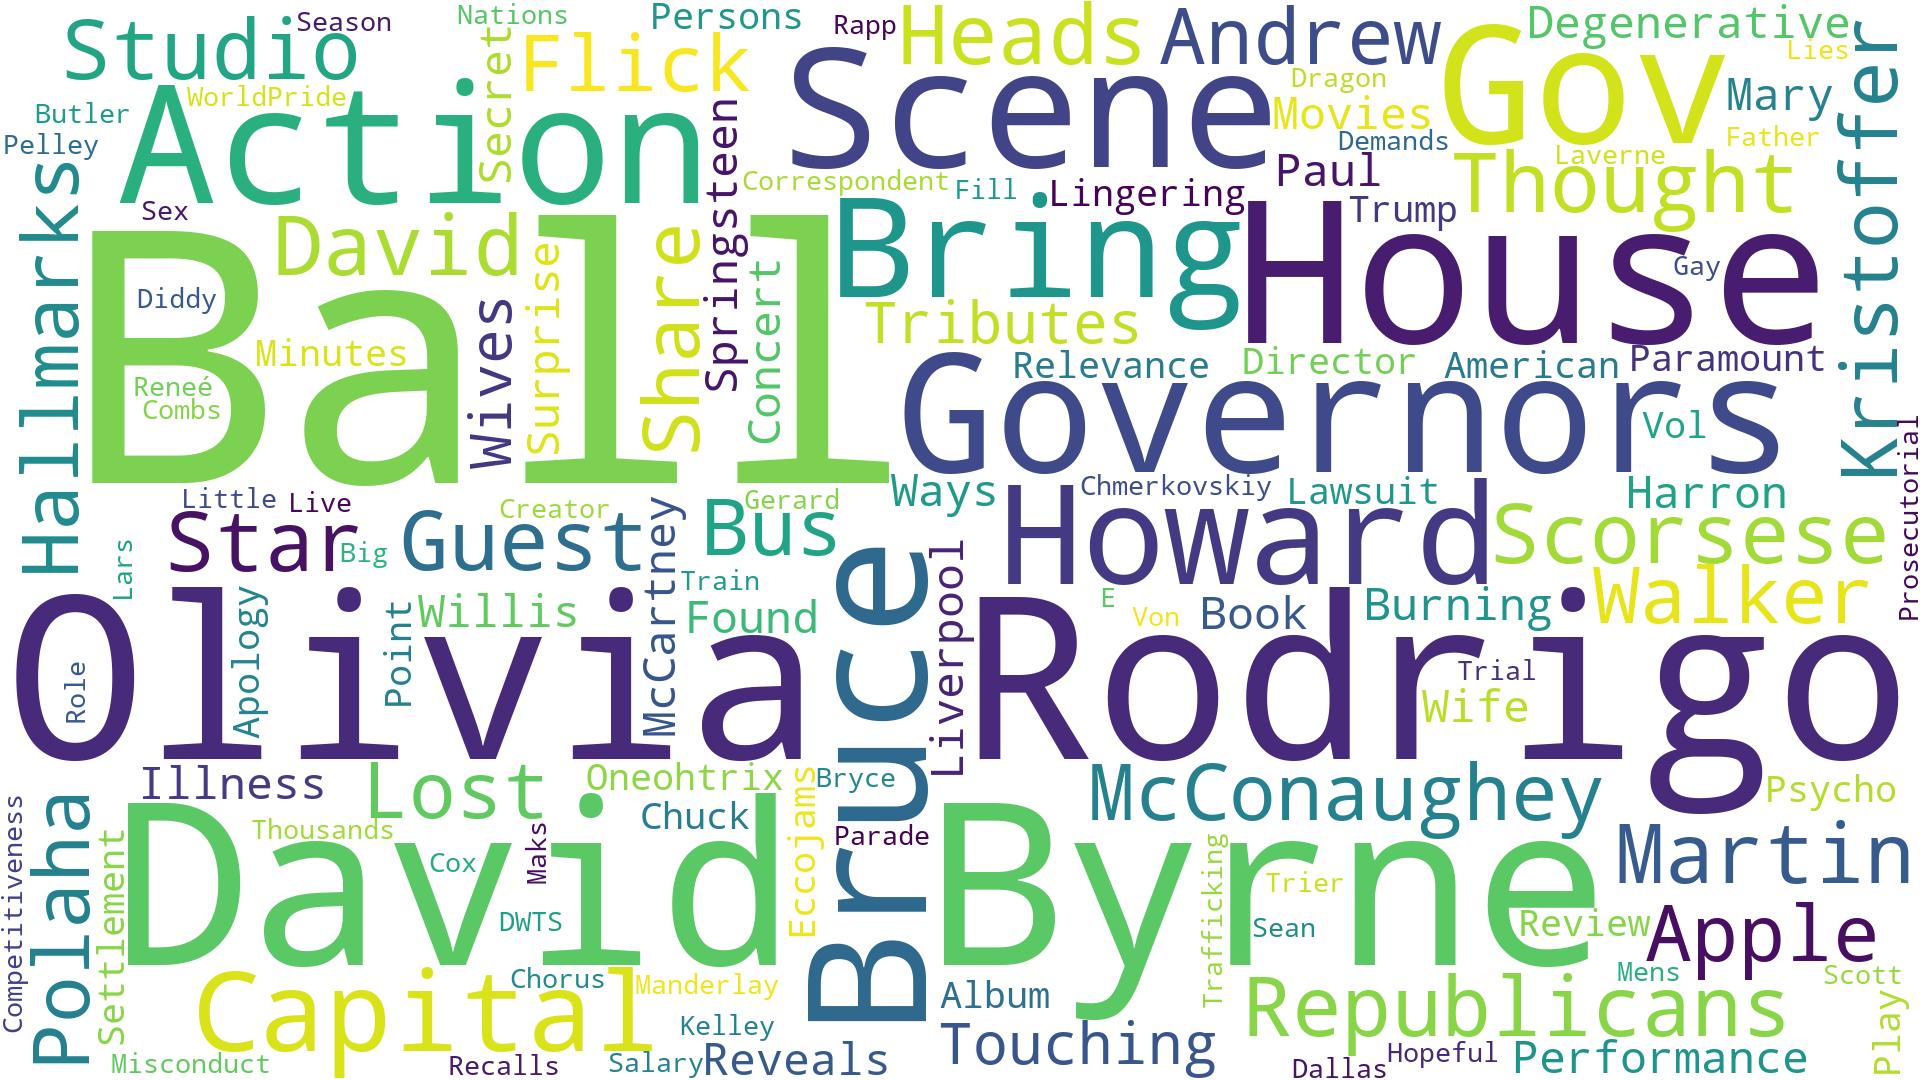 Season
Nations
Persons
Rapp
Heads
Andrew
Degenerative
Studio
Flick
Scene
Gov
Lies
Secret
Butler
WorldPride
Action
Dragon
Movies
Mary
Kristoffer
Pelley
Demands
Father
Hallmarks
Springsteen
Correspondent
Fill
Lingering
Paul
Laverne
Thought
Sex
David
Surprise
Share
Bring
House
Trump
Diddy
Ball
Wives
Concert
Tributes
Gay
Minutes
Reneé
Combs
Governors
Relevance
Director
American
Paramount
Vol
Prosecutorial
Little
Live
Creator
Gerard
Ways
Chmerkovskiy
Lawsuit
Harron
Star
Big
Guest
Bus
Howard
Scorsese
Lars
Apology
Point
Willis
McCartney
Train
Found
Bruce
Liverpool
E
Von
Book
Burning
Walker
Olivia
Rodrigo
Role
Trial
Wife
Illness
Lost
Oneohtrix
Bryce
McConaughey
Psycho
Competitiveness
Polaha
Settlement
Thousands
Chuck
Eccojams
Parade
Martin
David
Byrne
Cox
Maks
DWTS
Trafficking
Trier
Sean
Review
Apple
Capital
Chorus
Manderlay
Album
Republicans
Mens
Scott
Play
Kelley
Touching
Misconduct
Recalls
Salary
Reveals
Dallas
Hopeful
Performance